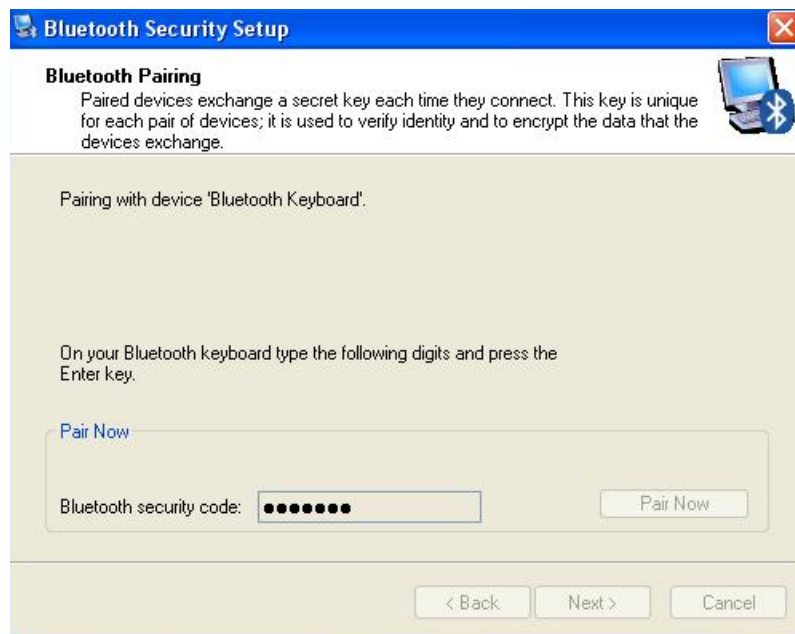 Bluetooth Security Setup
Bluetooth Pairing
Paired devices exchange a secret key each time they connect. This key is unique
for each pair of devices; it is used to verify identity and to encrypt the data that the
devices exchange.
Pairing with device 'Bluetooth Keyboard'.
On your Bluetooth keyboard type the following digits and press the
Enter key.
Pair Now
Bluetooth security code: ●●●●●●● Pair Now
< Back Next > Cancel